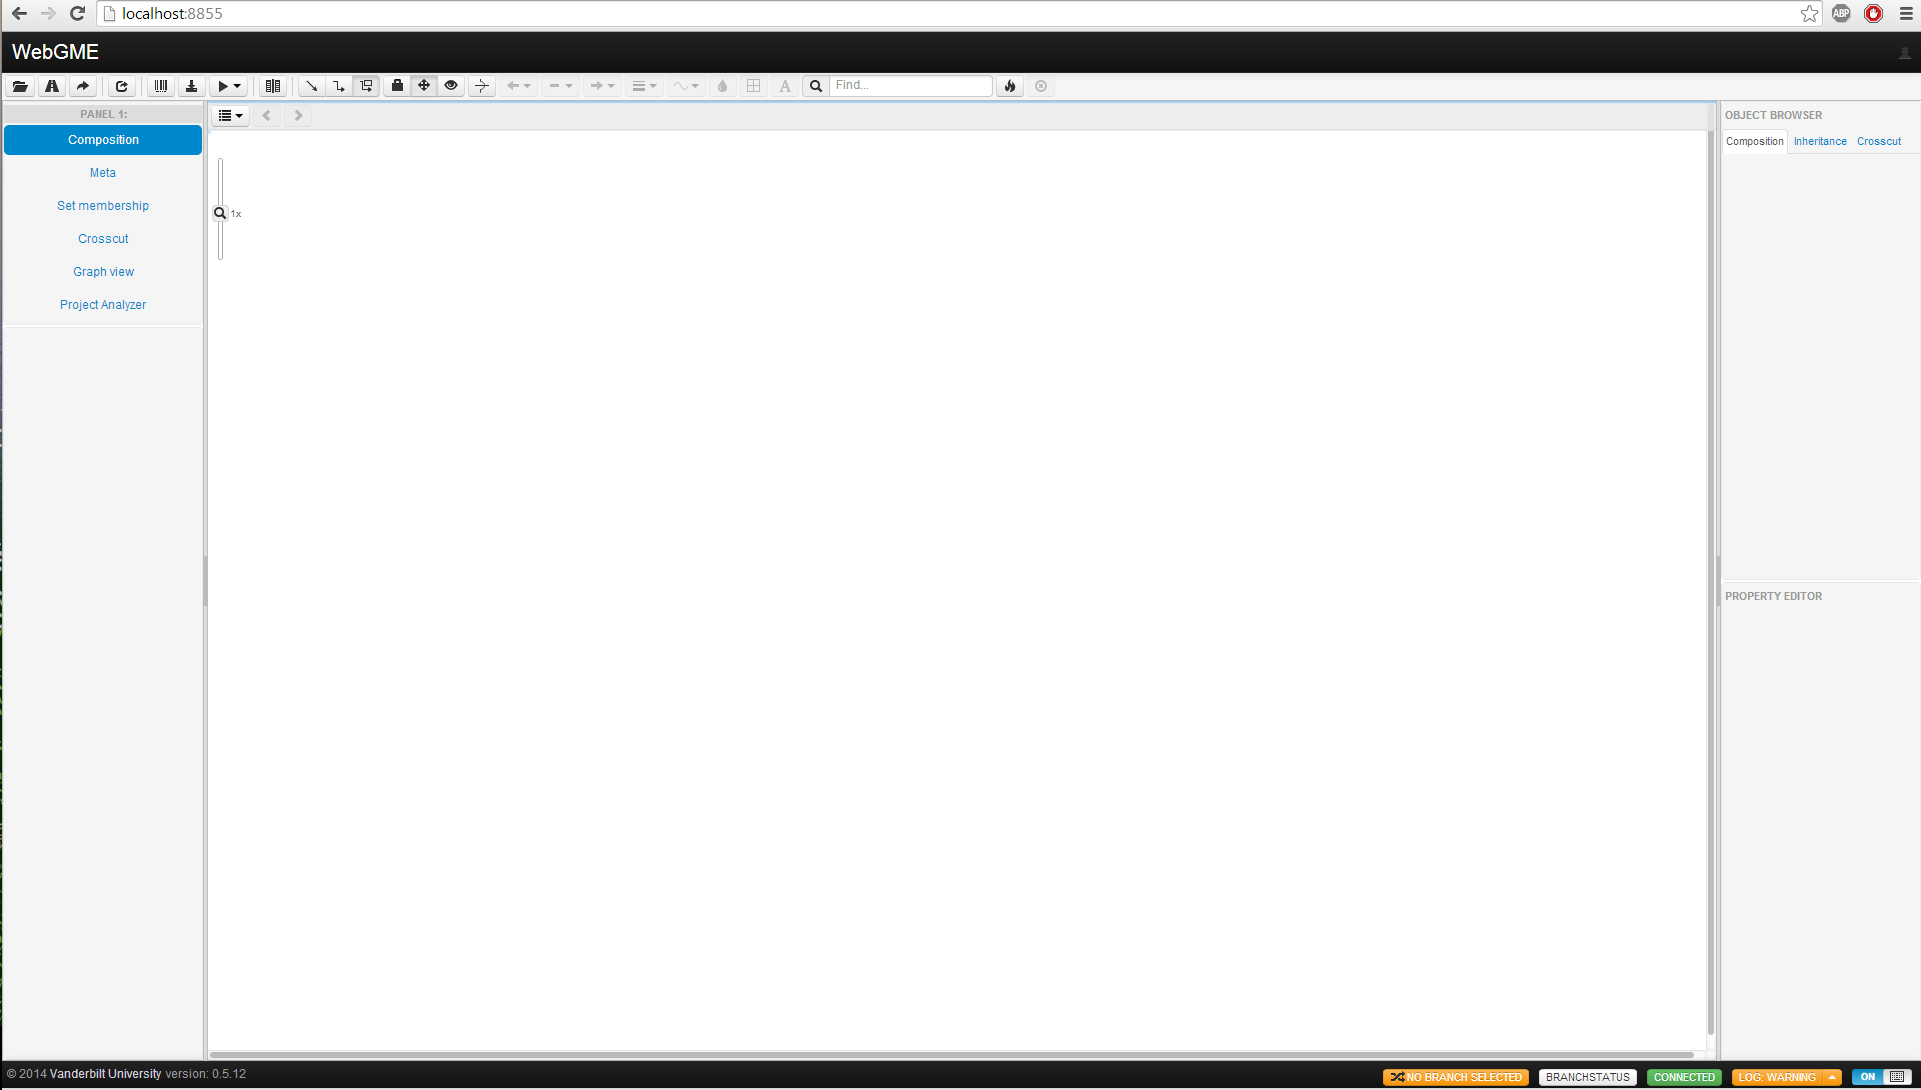 localhost:8855
ABP
WebGME
A
Find...
PANEL 1:
Composition
Meta
Set membership
Crosscut
Graph view
Project Analyzer
1x
OBJECT BROWSER
Composition Inheritance Crosscut
PROPERTY EDITOR
© 2014 Vanderbilt University version: 0.5.12
NO BRANCH SELECTED BRANCHSTATUS CONNECTED LOG: WARNING ON